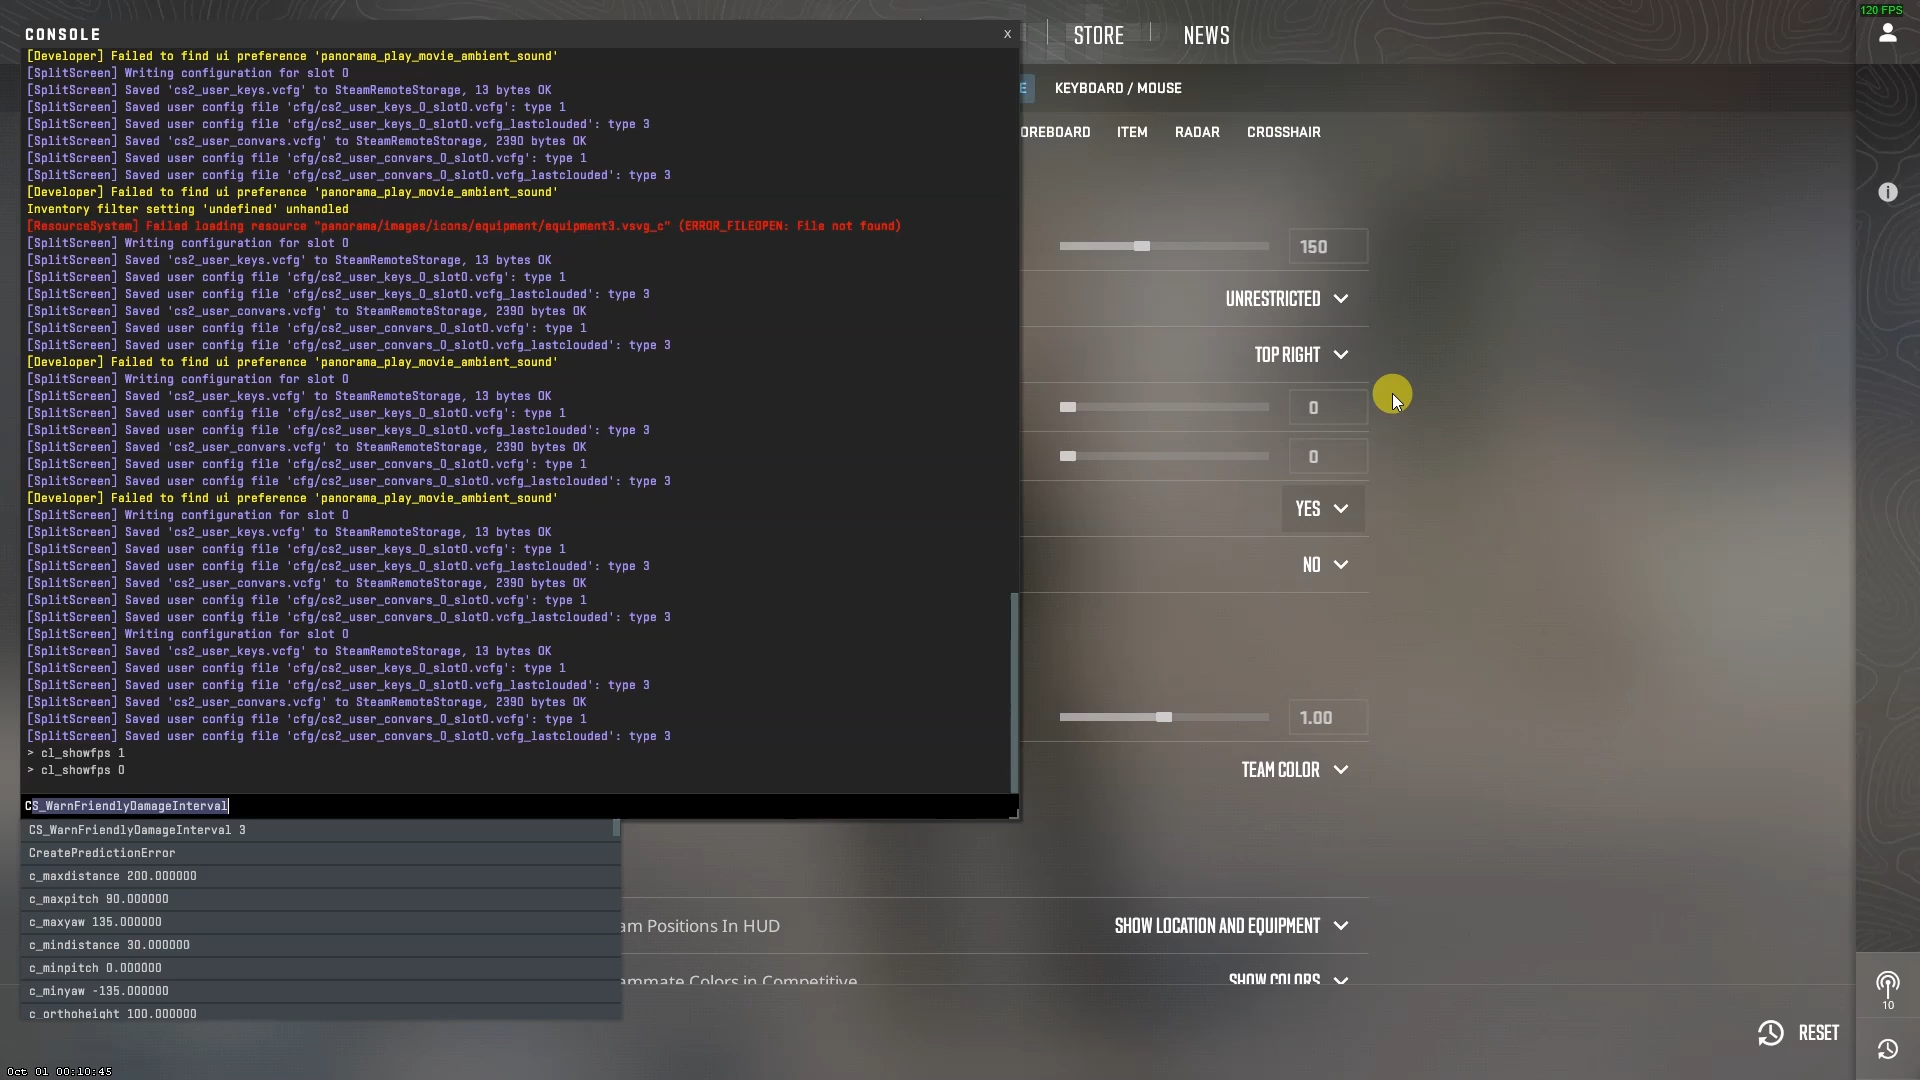 120 FPS
CONSOLE
X
STORE
NEWS
[Developer] Failed to find ui preference 'panorama_play_movie_ambient_sound'
[SplitScreen] Writing configuration for slot 0
[SplitScreen] Saved 'cs2_user_keys.vcfg' to SteamRemoteStorage, 13 bytes OK
[SplitScreen] Saved user config file 'cfg/cs2_user_keys_0_slot0.vcfg': type 1
[SplitScreen] Saved user config file 'cfg/cs2_user_keys_0_slot0.vcfg_lastclouded': type 3
[SplitScreen] Saved 'cs2_user_convars.vcfg' to SteamRemoteStorage, 2390 bytes OK
[SplitScreen] Saved user config file 'cfg/cs2_user_convars_0_slot0.vcfg': type 1
[SplitScreen] Saved user config file 'cfg/cs2_user_convars_0_slot0.vcfg_lastclouded': type 3
[Developer] Failed to find ui preference 'panorama_play_movie_ambient_sound'
Inventory filter setting 'undefined' unhandled
[ResourceSystem] Failed loading resource "panorama/images/icons/equipment/equipment3.vsvg_c" (ERROR_FILEOPEN: File not found)
[SplitScreen] Writing configuration for slot 0
[SplitScreen] Saved 'cs2_user_keys.vcfg' to SteamRemoteStorage, 13 bytes OK
[SplitScreen] Saved user config file 'cfg/cs2_user_keys_0_slot0.vcfg': type 1
[SplitScreen] Saved user config file 'cfg/cs2_user_keys_0_slot0.vcfg_lastclouded': type 3
[SplitScreen] Saved 'cs2_user_convars.vcfg' to SteamRemoteStorage, 2390 bytes OK
[SplitScreen] Saved user config file 'cfg/cs2_user_convars_0_slot0.vcfg': type 1
[SplitScreen] Saved user config file 'cfg/cs2_user_convars_0_slot0.vcfg_lastclouded': type 3
[Developer] Failed to find ui preference 'panorama_play_movie_ambient_sound'
[SplitScreen] Writing configuration for slot 0
[SplitScreen] Saved 'cs2_user_keys.vcfg' to SteamRemoteStorage, 13 bytes OK
[SplitScreen] Saved user config file 'cfg/cs2_user_keys_0_slot0.vcfg': type 1
[SplitScreen] Saved user config file 'cfg/cs2_user_keys_0_slot0.vcfg_lastclouded': type 3
[SplitScreen] Saved 'cs2_user_convars.vcfg' to SteamRemoteStorage, 2390 bytes OK
[SplitScreen] Saved user config file 'cfg/cs2_user_convars_0_slot0.vcfg': type 1
[SplitScreen] Saved user config file 'cfg/cs2_user_convars_0_slot0.vcfg_lastclouded': type 3
[Developer] Failed to find ui preference 'panorama_play_movie_ambient_sound'
[SplitScreen] Writing configuration for slot 0
[SplitScreen] Saved 'cs2_user_keys.vcfg' to SteamRemoteStorage, 13 bytes OK
[SplitScreen] Saved user config file 'cfg/cs2_user_keys_0_slot0.vcfg': type 1
[SplitScreen] Saved user config file 'cfg/cs2_user_keys_0_slot0.vcfg_lastclouded': type 3
[SplitScreen] Saved 'cs2_user_convars.vcfg' to SteamRemoteStorage, 2390 bytes OK
[SplitScreen] Saved user config file 'cfg/cs2_user_convars_0_slot0.vcfg': type 1
[SplitScreen] Saved user config file 'cfg/cs2_user_convars_0_slot0.vcfg_lastclouded': type 3
[SplitScreen] Writing configuration for slot 0
[SplitScreen] Saved 'cs2_user_keys.vcfg' to SteamRemoteStorage, 13 bytes OK
[SplitScreen] Saved user config file 'cfg/cs2_user_keys_0_slot0.vcfg': type 1
[SplitScreen] Saved user config file 'cfg/cs2_user_keys_0_slot0.vcfg_lastclouded': type 3
[SplitScreen] Saved 'cs2_user_convars.vcfg' to SteamRemoteStorage, 2390 bytes OK
[SplitScreen] Saved user config file 'cfg/cs2_user_convars_0_slot0.vcfg': type 1
[SplitScreen] Saved user config file 'cfg/cs2_user_convars_0_slot0.vcfg_lastclouded': type 3
> cl_showfps 1
> cl_showfps 0
CS_WarnFriendlyDamageInterval
CS_WarnFriendlyDamageInterval 3
CreatePredictionError
c_maxdistance 200.000000
c_maxpitch 90.000000
c_maxyaw 135.000000
c_mindistance 30.000000
c_minpitch 0.000000
c_minyaw -135.000000
c_orthoheight 100.000000
E KEYBOARD / MOUSE
OREBOARD ITEM RADAR CROSSHAIR
150
UNRESTRICTED
TOP RIGHT
0
0
YES
NO
1.00
TEAM COLOR
am Positions In HUD SHOW LOCATION AND EQUIPMENT
ammate Colors in Competitive SHOW COLORS
10
RESET
Oct 01 00:10:45